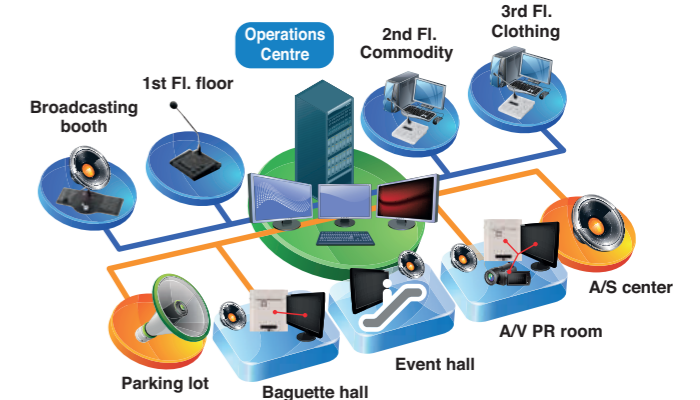 3rd Fl.
Clothing
Operations
Centre
2nd Fl.
Commodity
1st Fl. floor
Broadcasting
booth
A/S center
A/V PR room
Event hall
Parking lot
Baguette hall